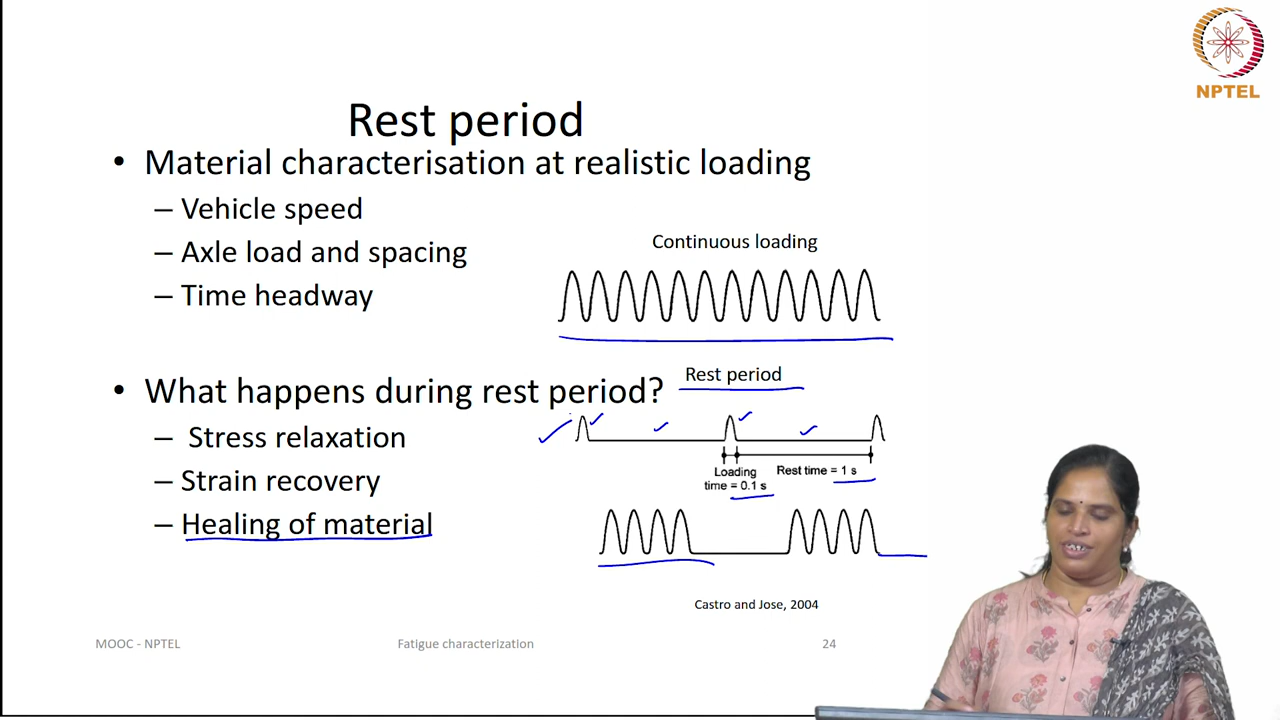 NPTEL
Rest period
• Material characterisation at realistic loading
– Vehicle speed
– Axle load and spacing
– Time headway
Continuous loading
• What happens during rest period?
– Stress relaxation
– Strain recovery
– Healing of material
Rest period
Loading
time = 0.1 s
Rest time = 1 s
Castro and Jose, 2004
MOOC - NPTEL
Fatigue characterization
24